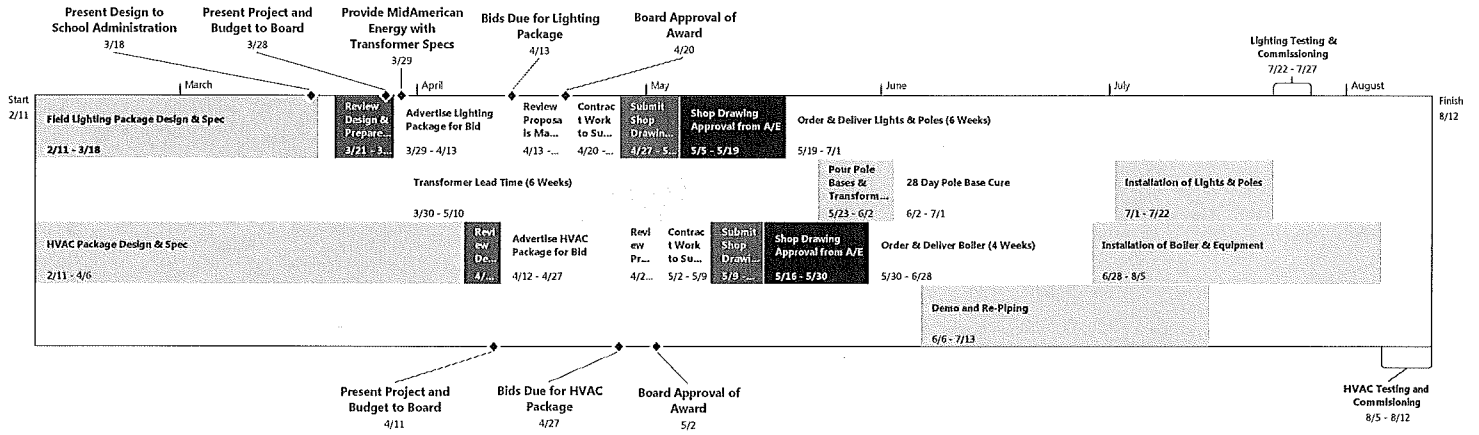 Present Design to
School Administration
3/18
Present Project and
Budget to Board
3/28
Provide MidAmerican
Energy with
Transformer Specs
3/29
Bids Due for Lighting
Package
4/13
Board Approval of
Award
4/20
Lighting Testing &
Commissioning
7/22 - 7/27
March
April
May
June
July
August
Start
2/11
Finish
8/12
Field Lighting Package Design & Spec
2/11 - 3/18
Review
Design &
Prepare...
3/21 - 3...
Advertise Lighting
Package for Bid
3/29 - 4/13
Review
Proposa
ls Ma...
4/13 -...
Contrac
t Work
to Su...
4/20 -...
Submit
Shop
Drawin...
4/27 - 5...
Shop Drawing
Approval from A/E
5/5 - 5/19
Order & Deliver Lights & Poles (6 Weeks)
5/19 - 7/1
Transformer Lead Time (6 Weeks)
3/30 - 5/10
Pour Pole
Bases &
Transform...
5/23 - 6/2
28 Day Pole Base Cure
6/2 - 7/1
Installation of Lights & Poles
7/1 - 7/22
HVAC Package Design & Spec
2/11 - 4/6
Revi
ew
De...
4/...
Advertise HVAC
Package for Bid
4/12 - 4/27
Revi
ew
Pr...
4/2...
Contrac
t Work
to Su...
5/2 - 5/9
Submit
Shop
Drawi...
5/9 -...
Shop Drawing
Approval from A/E
5/16 - 5/30
Order & Deliver Boiler (4 Weeks)
5/30 - 6/28
Installation of Boiler & Equipment
6/28 - 8/5
Demo and Re-Piping
6/6 - 7/13
Present Project and
Budget to Board
4/11
Bids Due for HVAC
Package
4/27
Board Approval of
Award
5/2
HVAC Testing and
Commisioning
8/5 - 8/12